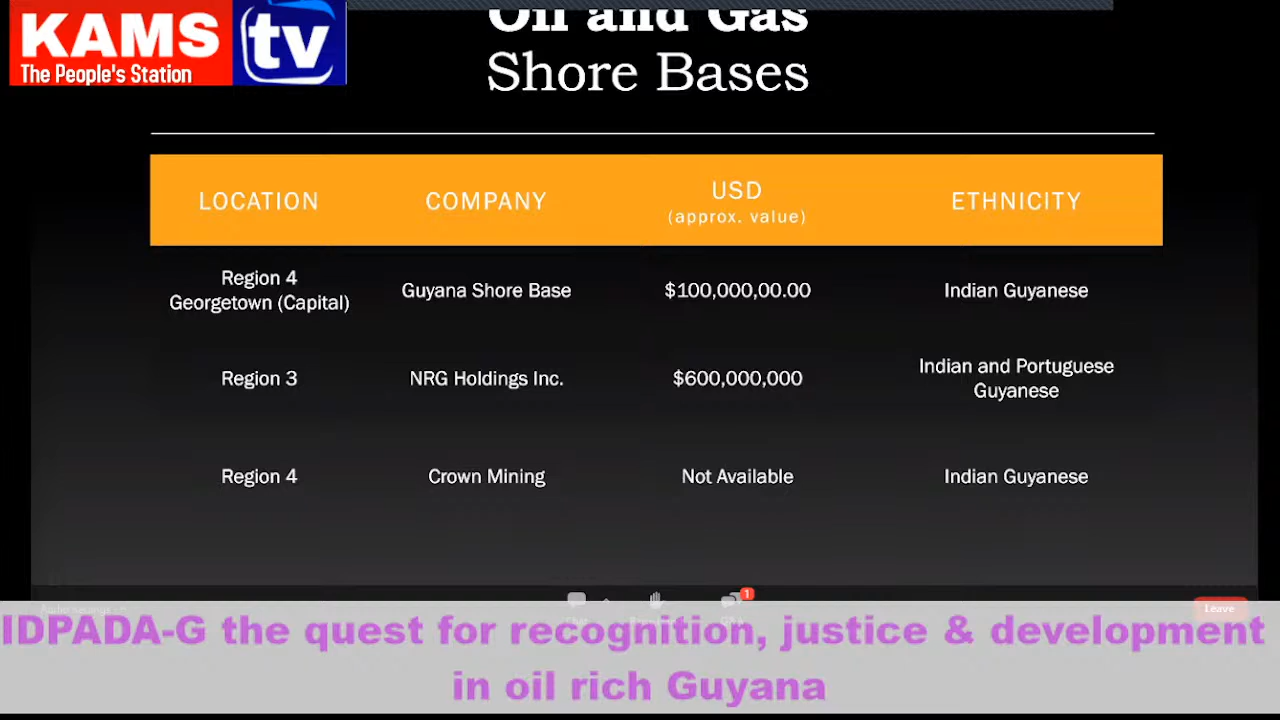 KAMS tv
The People's Station
Oil and Gas
Shore Bases
LOCATION COMPANY USD (approx. value) ETHNICITY
Region 4
Georgetown (Capital) Guyana Shore Base $100,000,00.00 Indian Guyanese
Region 3 NRG Holdings Inc. $600,000,000 Indian and Portuguese
Guyanese
Region 4 Crown Mining Not Available Indian Guyanese
1
Leave
IDPADA-G the quest for recognition, justice & development
in oil rich Guyana